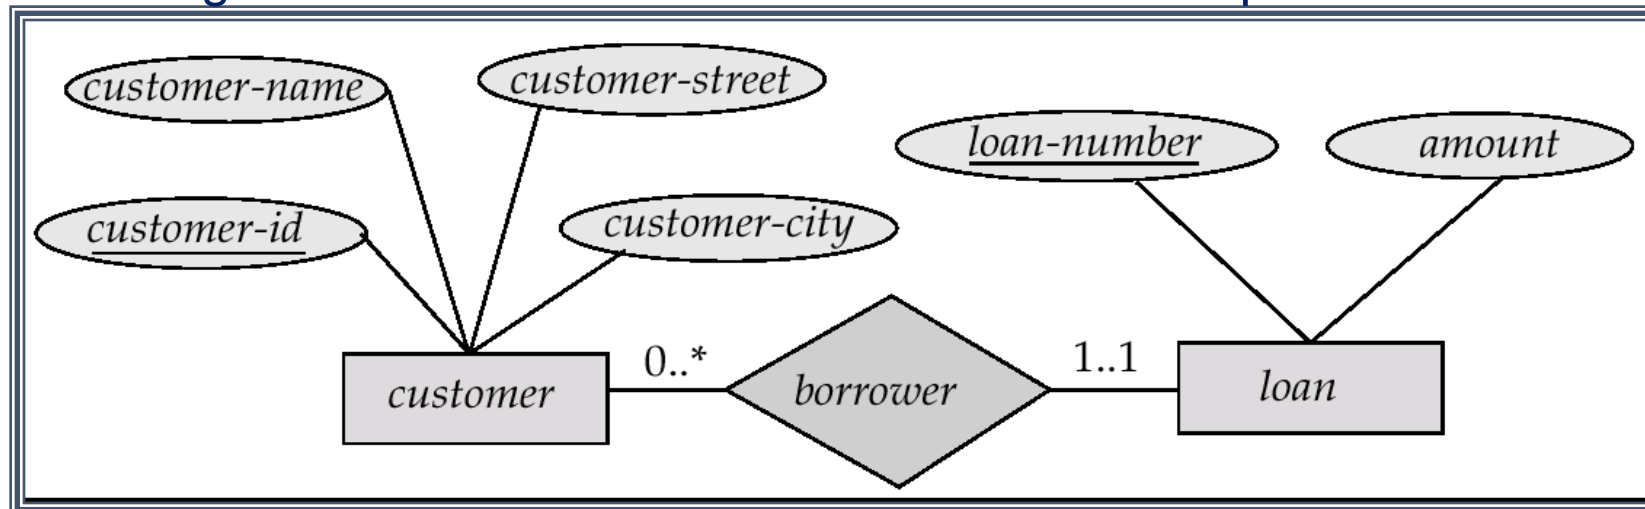 customer-name
customer-street
loan-number
amount
customer-id
customer-city
0..*
1..1
customer
borrower
loan